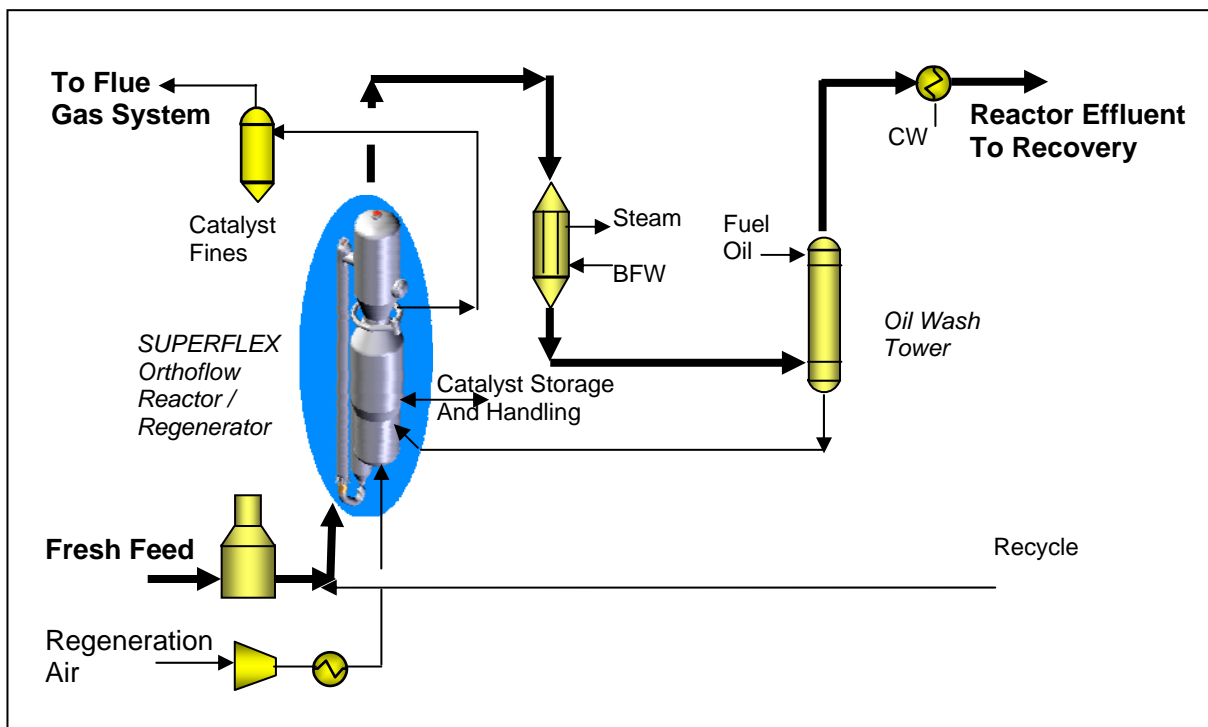 To Flue
Gas System
Catalyst
Fines
SUPERFLEX
Orthoflow
Reactor /
Regenerator
Steam
BFW
Catalyst Storage
And Handling
Fuel
Oil
CW
Reactor Effluent
To Recovery
Oil Wash
Tower
Fresh Feed
Recycle
Regeneration
Air